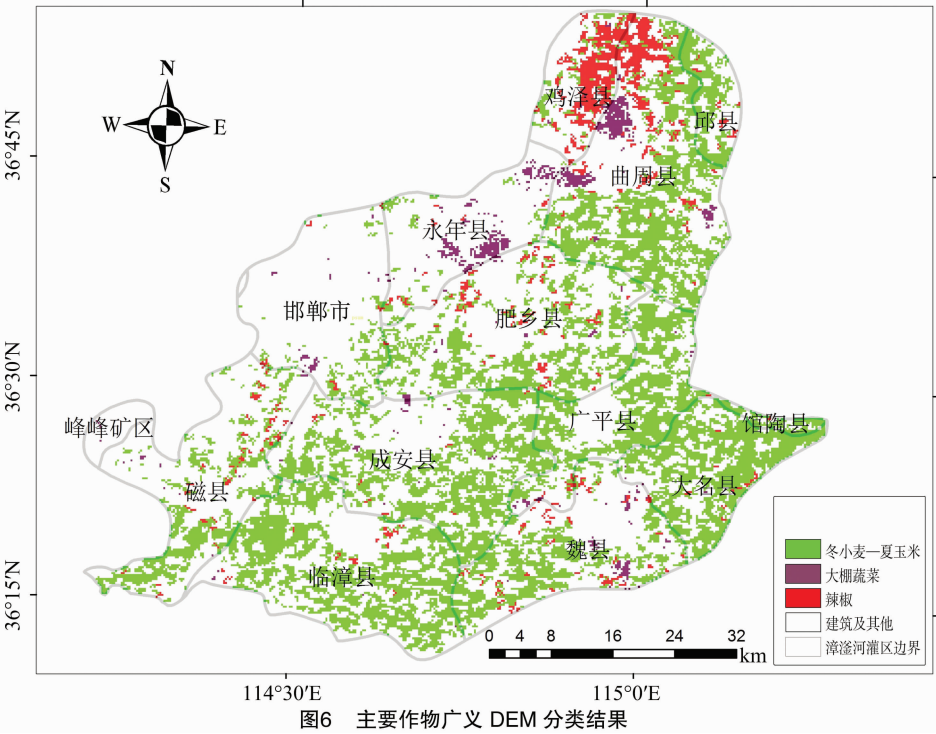 N
W
E
S
36°45′N
36°30′N
36°15′N
鸡泽县
邱县
曲周县
永年县
邯郸市
肥乡县
峰峰矿区
广平县
馆陶县
成安县
磁县
大名县
魏县
临漳县
冬小麦—夏玉米
大棚蔬菜
辣椒
建筑及其他
漳滏河灌区边界
0 4 8 16 24 32
km
114°30′E
115°0′E
图6 主要作物广义 DEM 分类结果